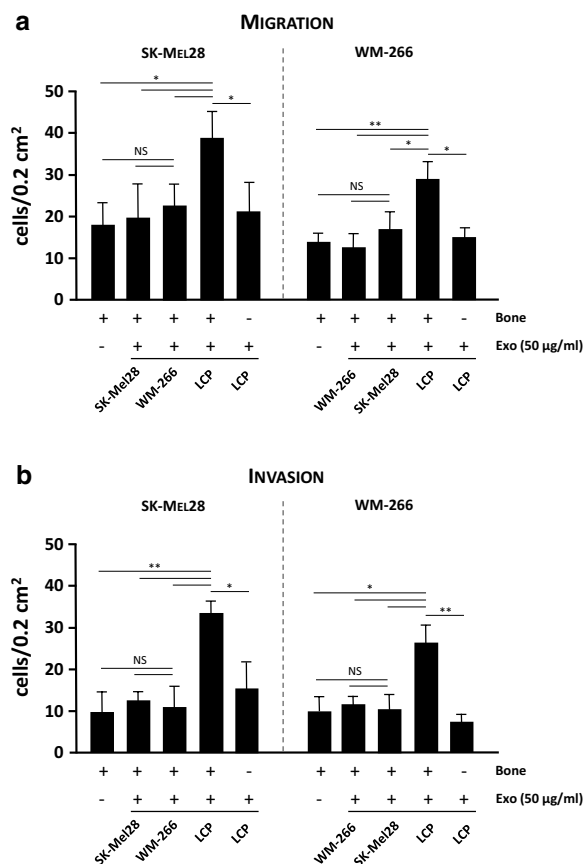 a MIGRATION
SK-MEL28 WM-266
cells/0.2 cm²
50
40
30
20
10
0
* * NS
** * * NS
+ + + + - + + + + - Bone
- + + + + - + + + + Exo (50 µg/ml)
SK-Mel28 WM-266 LCP LCP WM-266 SK-Mel28 LCP LCP
b INVASION
SK-MEL28 WM-266
cells/0.2 cm²
50
40
30
20
10
0
** * NS
* ** NS
+ + + + - + + + + - Bone
- + + + + - + + + + Exo (50 µg/ml)
SK-Mel28 WM-266 LCP LCP WM-266 SK-Mel28 LCP LCP